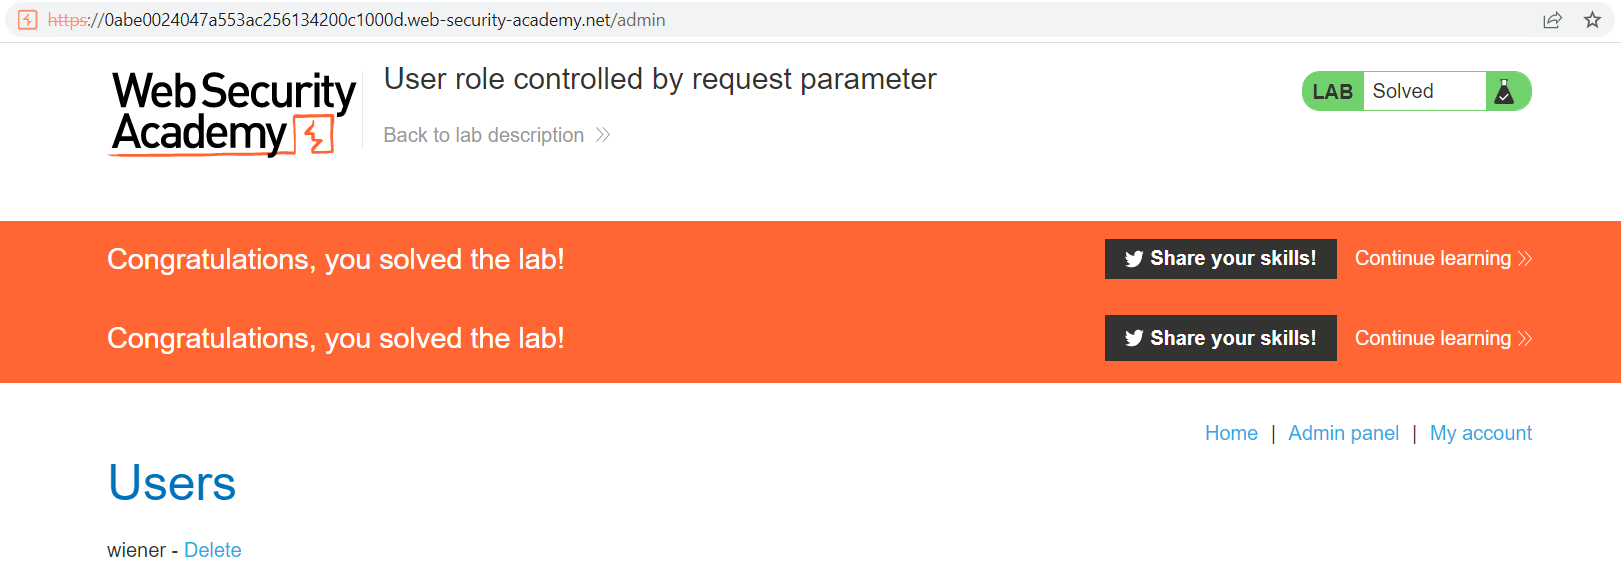 https://0abe0024047a553ac256134200c1000d.web-security-academy.net/admin
Web Security
Academy
User role controlled by request parameter
Back to lab description
LAB Solved
Congratulations, you solved the lab!
Share your skills! Continue learning
Congratulations, you solved the lab!
Share your skills! Continue learning
Home | Admin panel | My account
Users
wiener - Delete